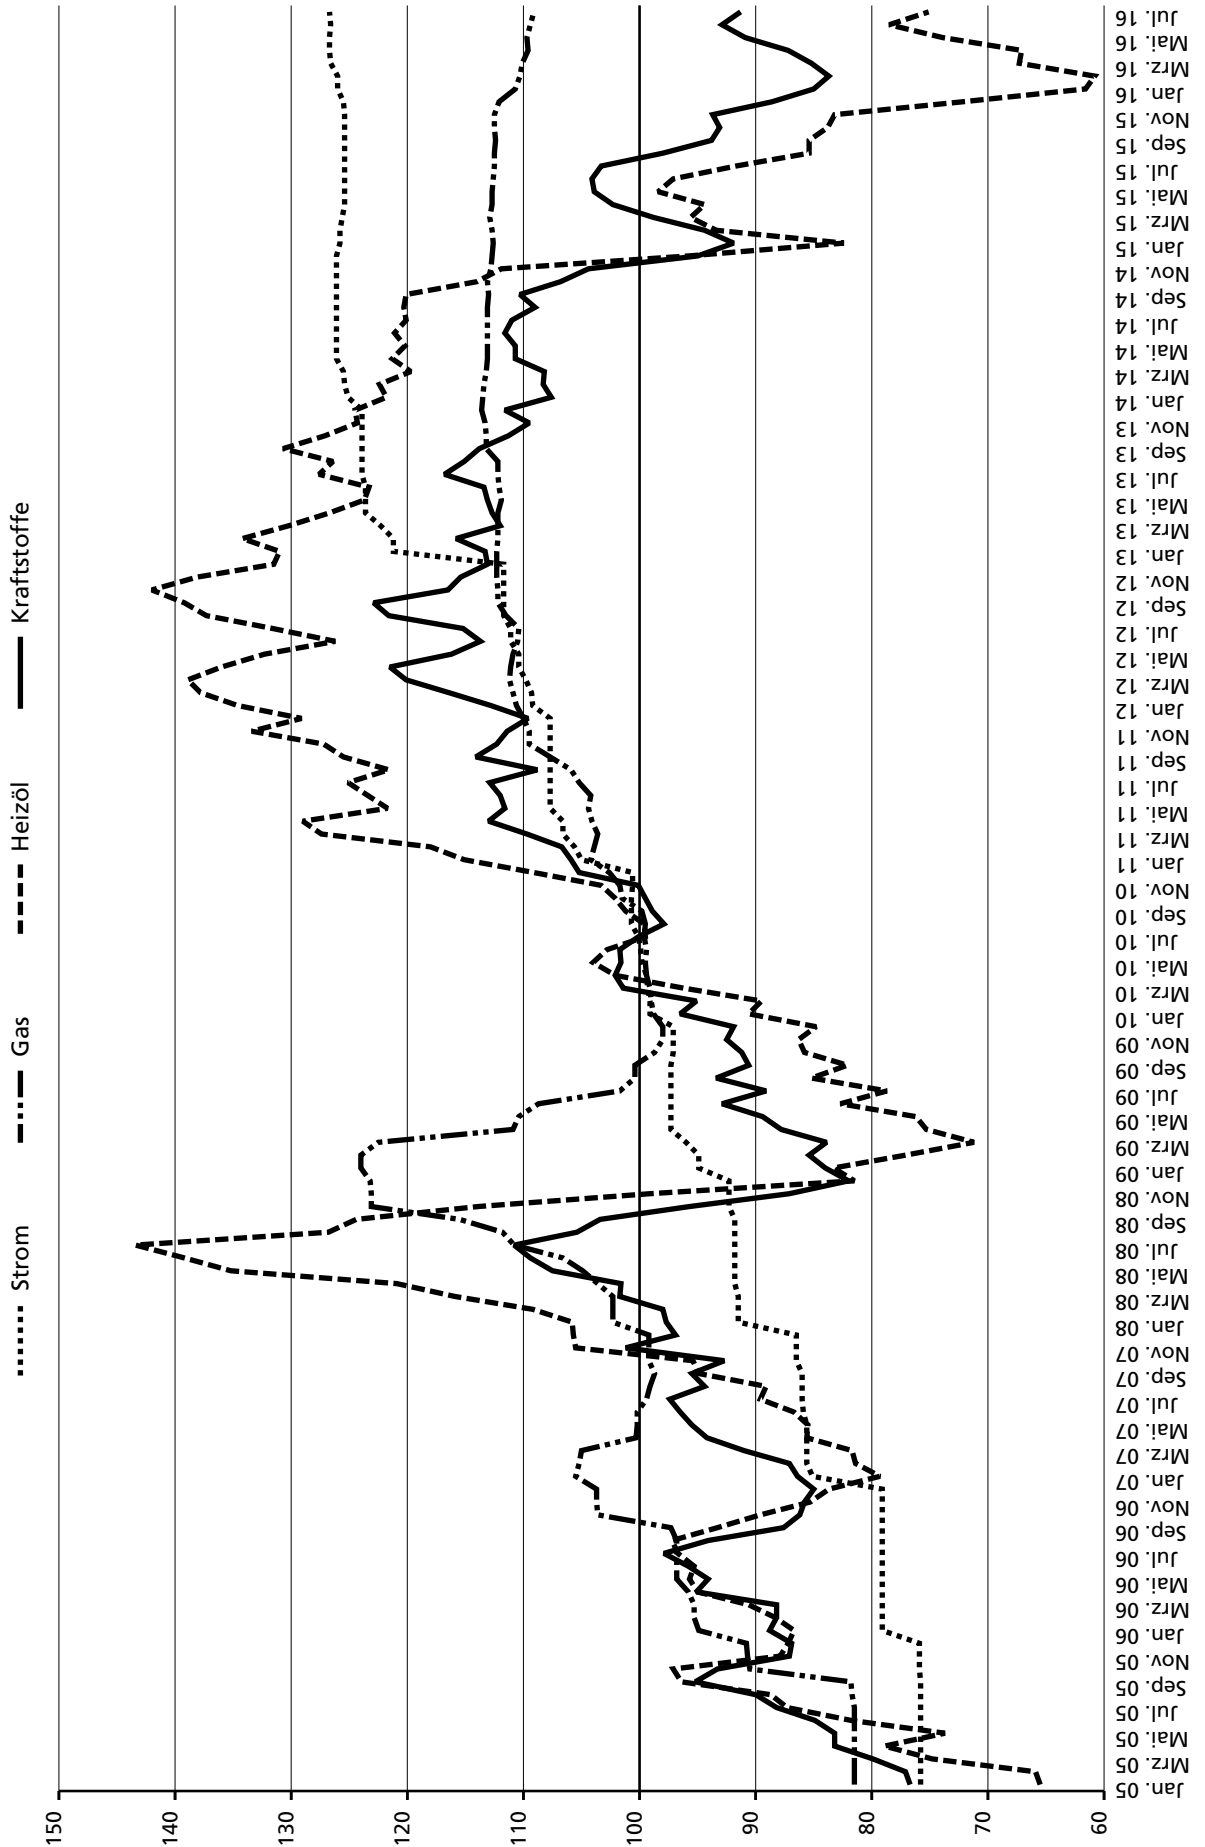 Strom
Gas
Heizöl
Kraftstoffe
150
140
130
120
110
100
90
80
70
60
Jan. 05
Mrz. 05
Mai. 05
Jul. 05
Sep. 05
Nov. 05
Jan. 06
Mrz. 06
Mai. 06
Jul. 06
Sep. 06
Nov. 06
Jan. 07
Mrz. 07
Mai. 07
Jul. 07
Sep. 07
Nov. 07
Jan. 08
Mrz. 08
Mai. 08
Jul. 08
Sep. 08
Nov. 08
Jan. 09
Mrz. 09
Mai. 09
Jul. 09
Sep. 09
Nov. 09
Jan. 10
Mrz. 10
Mai. 10
Jul. 10
Sep. 10
Nov. 10
Jan. 11
Mrz. 11
Mai. 11
Jul. 11
Sep. 11
Nov. 11
Jan. 12
Mrz. 12
Mai. 12
Jul. 12
Sep. 12
Nov. 12
Jan. 13
Mrz. 13
Mai. 13
Jul. 13
Sep. 13
Nov. 13
Jan. 14
Mrz. 14
Mai. 14
Jul. 14
Sep. 14
Nov. 14
Jan. 15
Mrz. 15
Mai. 15
Jul. 15
Sep. 15
Nov. 15
Jan. 16
Mrz. 16
Mai. 16
Jul. 16